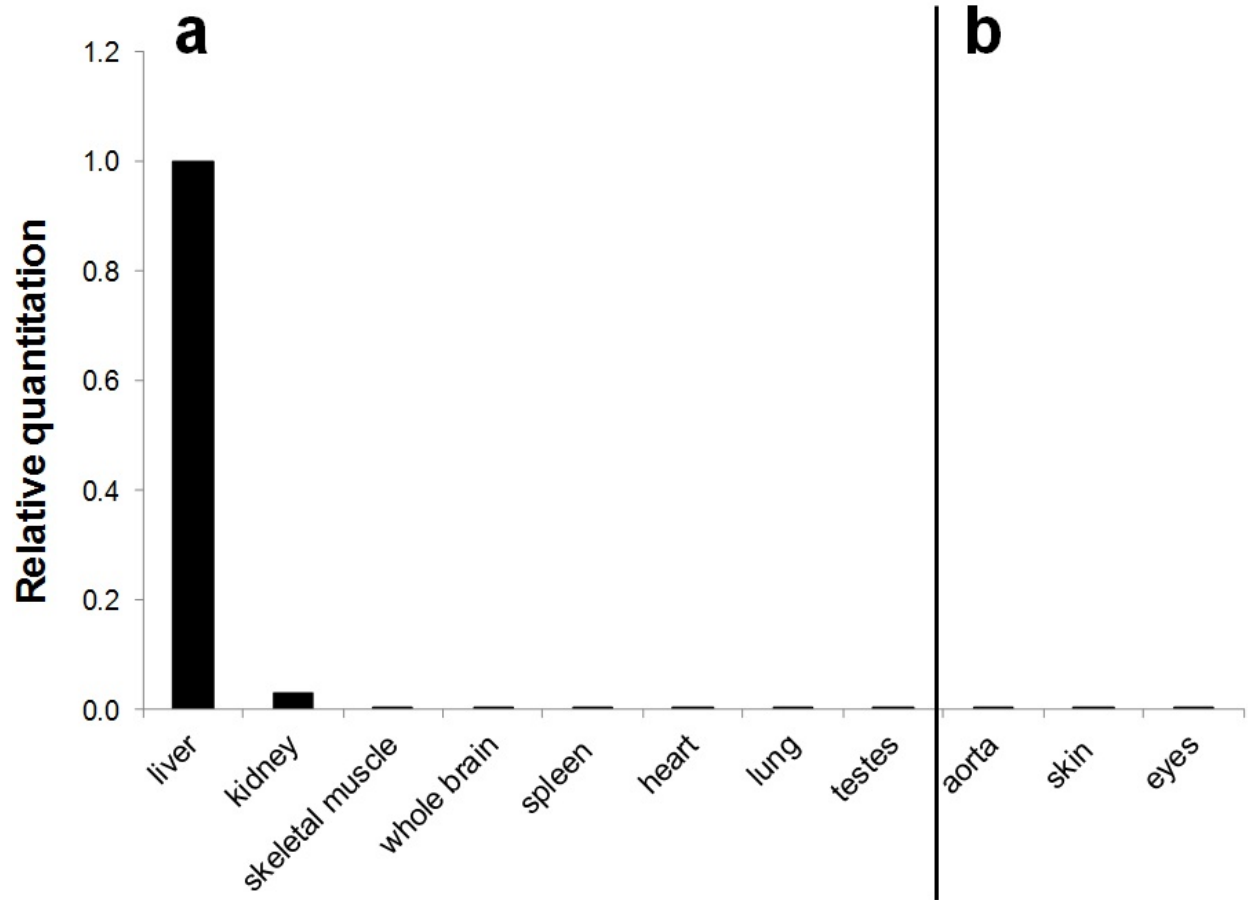 a
b
1.2
1.0
0.8
0.6
0.4
0.2
0.0
Relative quantitation
liver
kidney
skeletal muscle
whole brain
spleen
heart
lung
testes
aorta
skin
eyes